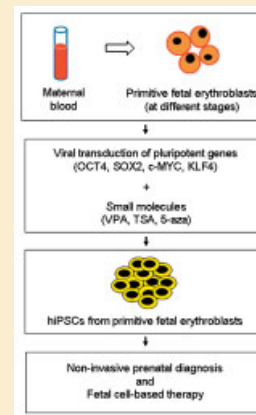 Maternal blood
Primitive fetal erythroblasts (at different stages)
Viral transduction of pluripotent genes
(OCT4, SOX2, c-MYC, KLF4)
+
Small molecules
(VPA, TSA, 5-aza)
hiPSCs from primitive fetal erythroblasts
Non-invasive prenatal diagnosis
and
Fetal cell-based therapy